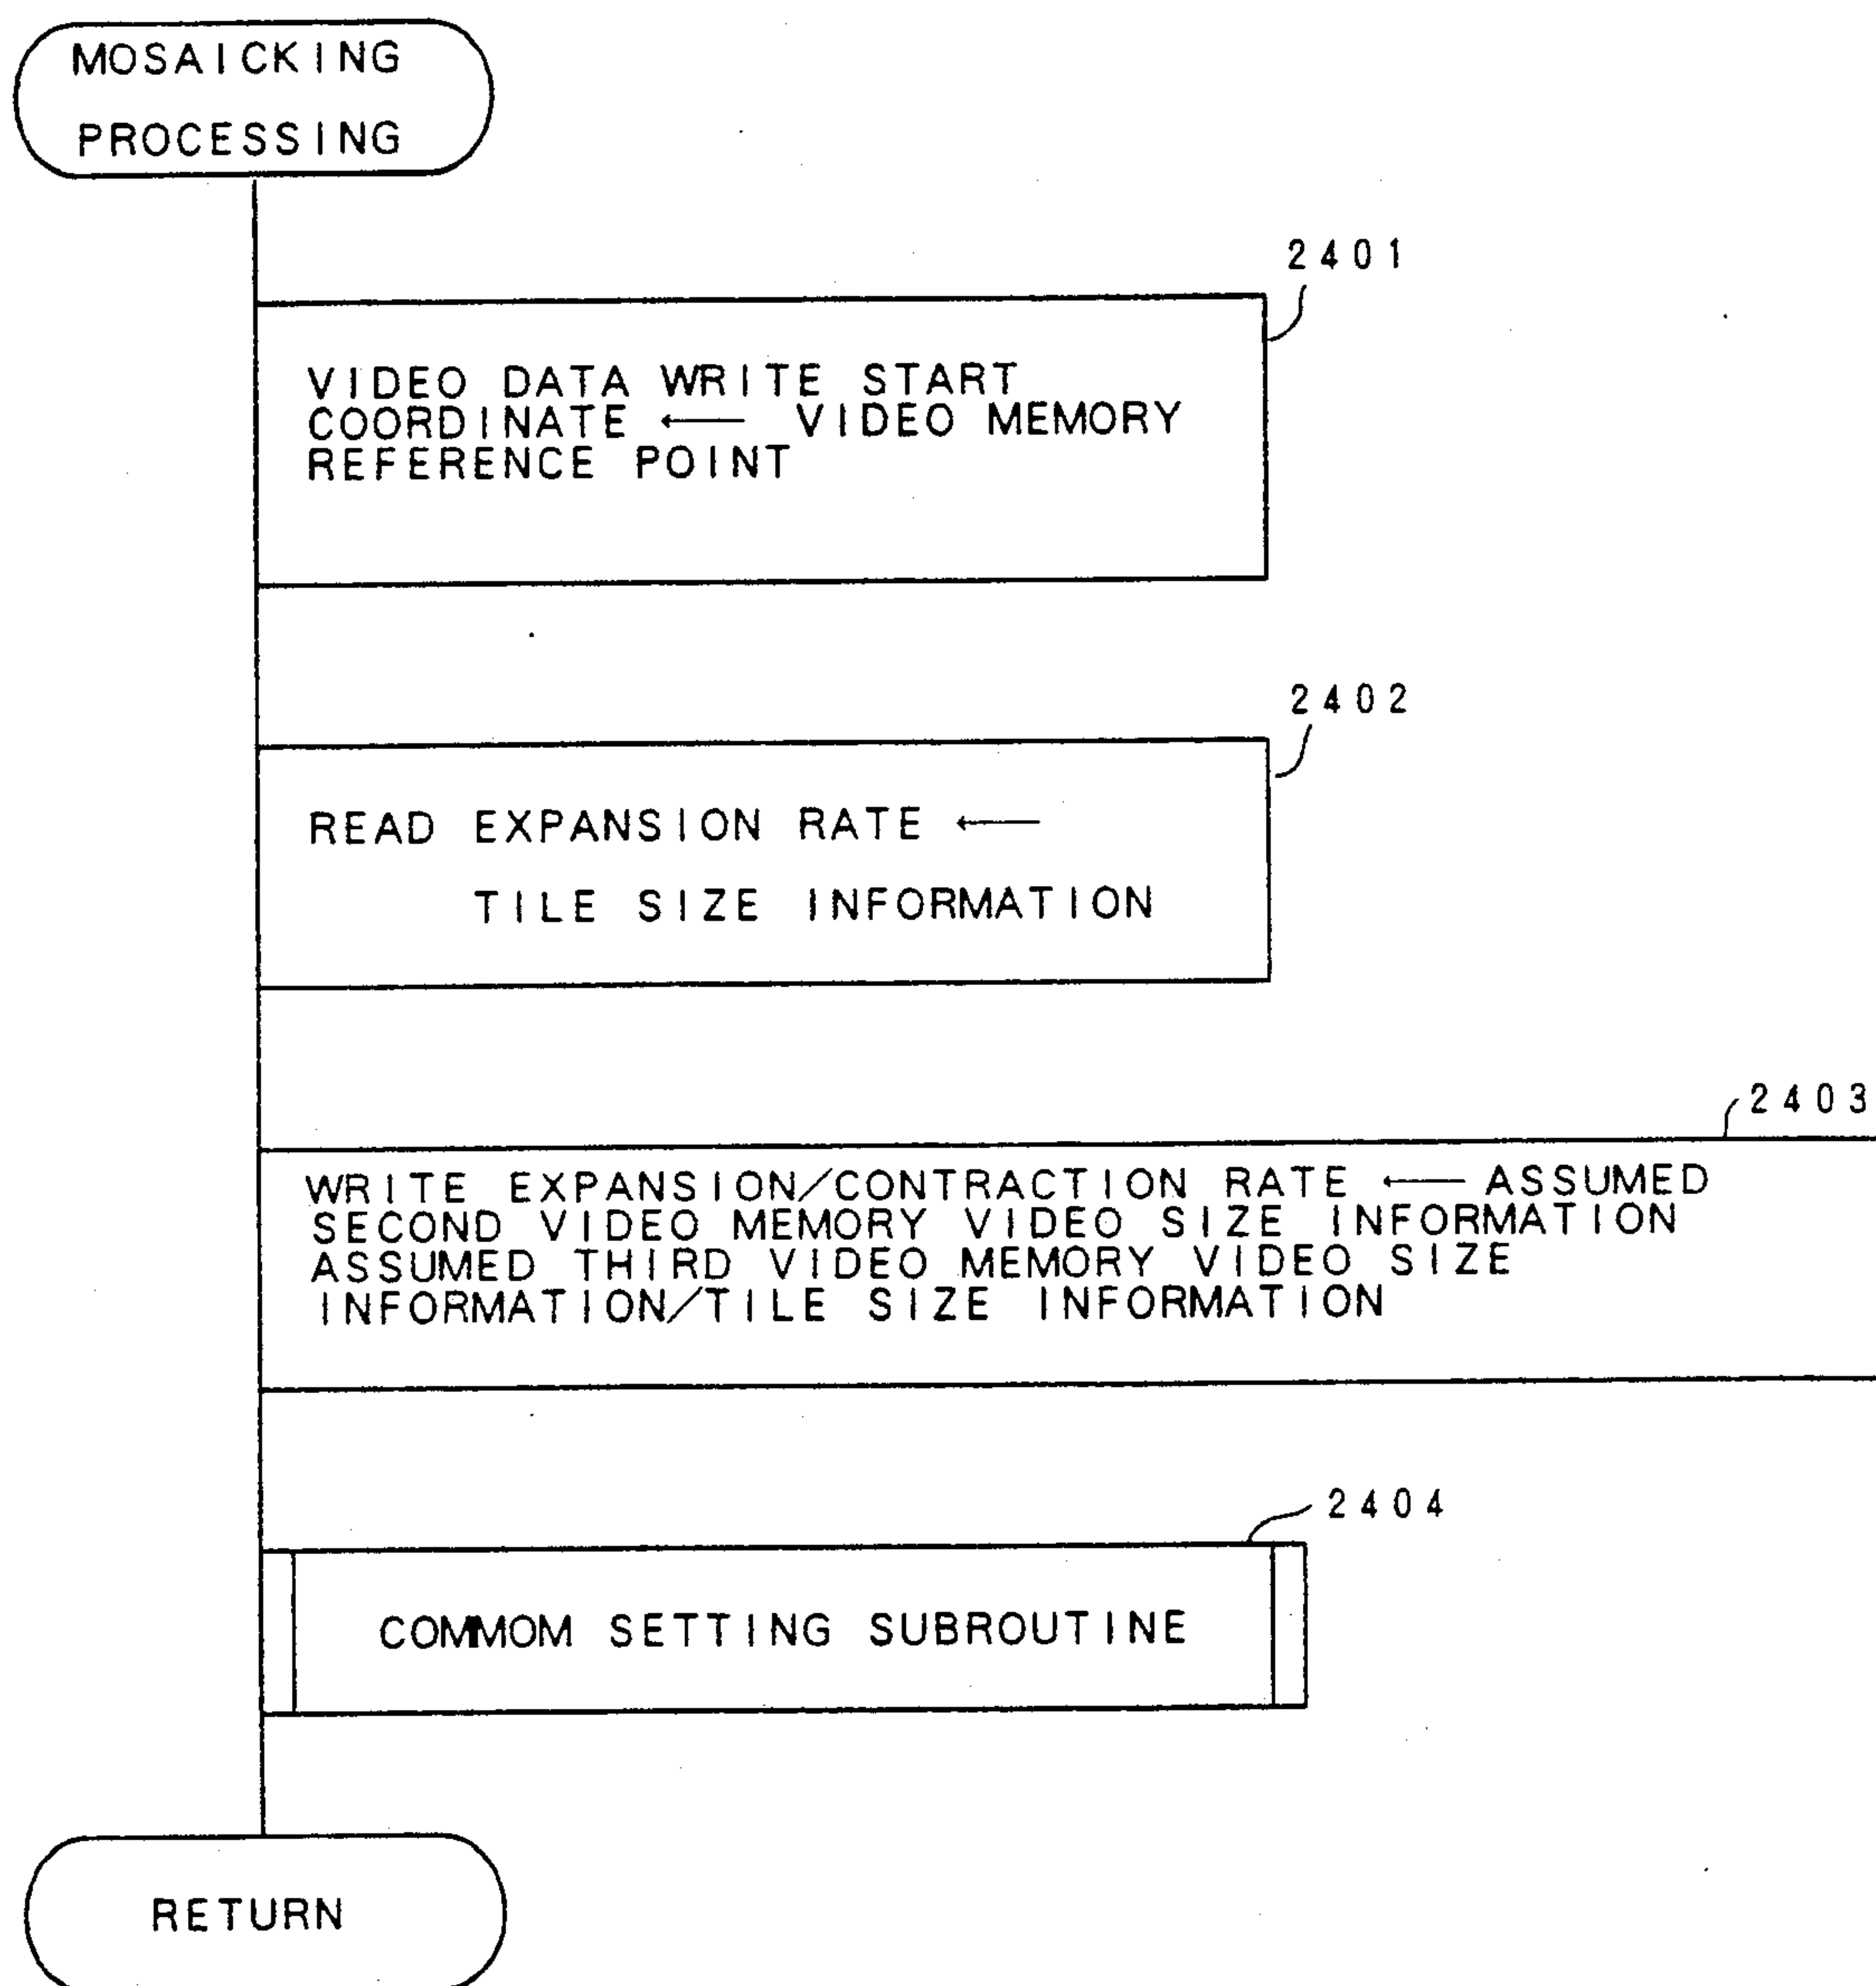 MOSAICKING
PROCESSING
2401
VIDEO DATA WRITE START
COORDINATE ← VIDEO MEMORY
REFERENCE POINT
2402
READ EXPANSION RATE ←
TILE SIZE INFORMATION
2403
WRITE EXPANSION/CONTRACTION RATE ← ASSUMED
SECOND VIDEO MEMORY VIDEO SIZE INFORMATION
ASSUMED THIRD VIDEO MEMORY VIDEO SIZE
INFORMATION/TILE SIZE INFORMATION
2404
COMMOM SETTING SUBROUTINE
RETURN